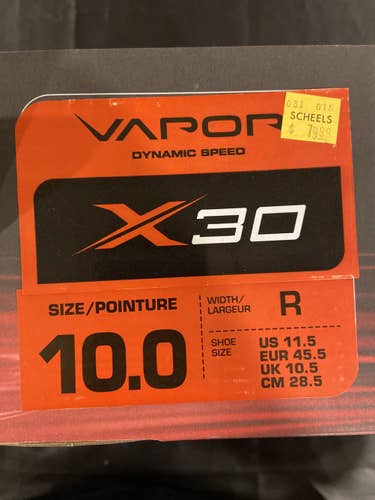 031 015
SCHEELS
$ 79.99
VAPOR
DYNAMIC SPEED
X30
SIZE/POINTURE
10.0
WIDTH/
LARGEUR
R
SHOE
SIZE
US 11.5
EUR 45.5
UK 10.5
CM 28.5